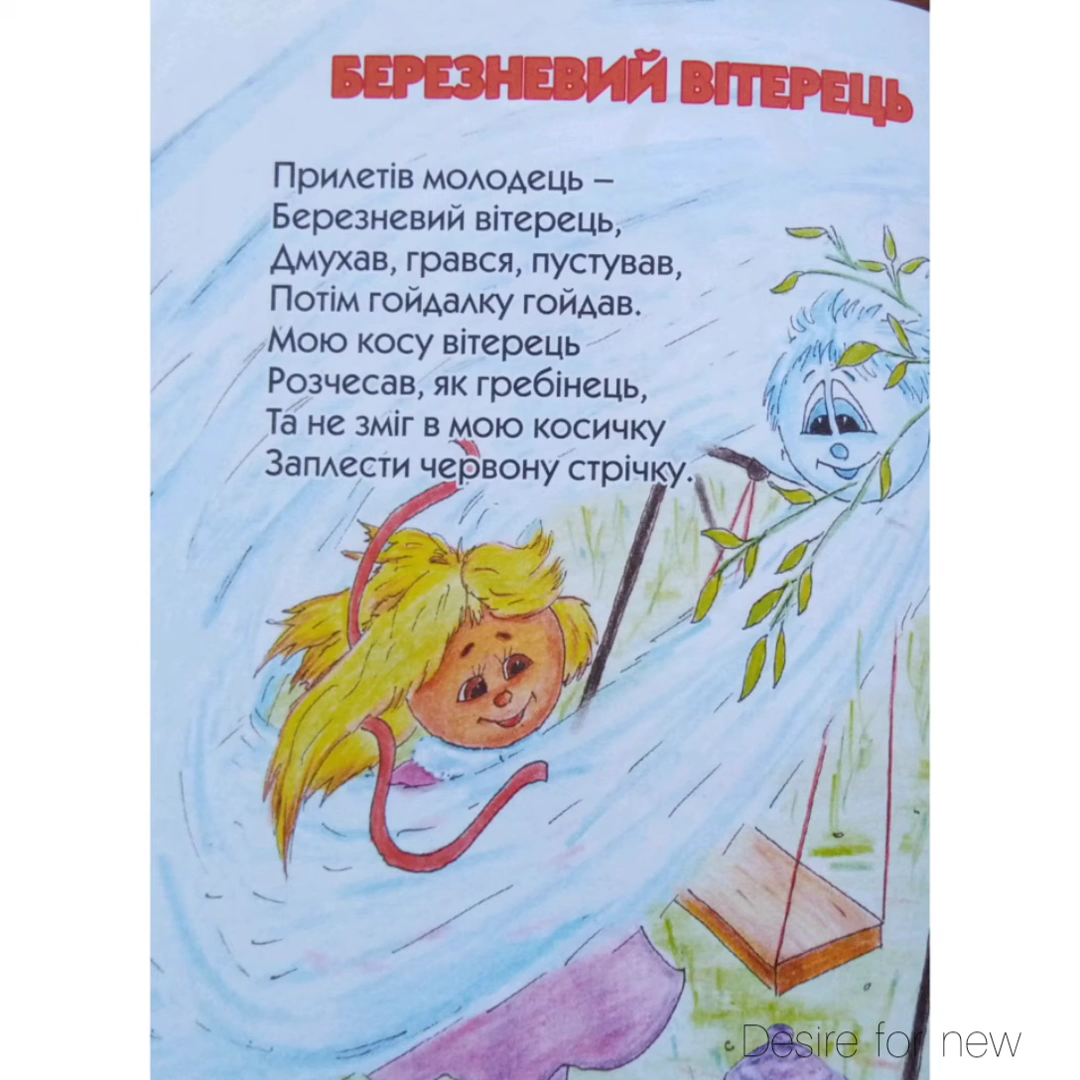 БЕРЕЗНЕВИЙ ВІТЕРЕЦЬ
Прилетів молодець –
Березневий вітерець,
Дмухав, грався, пустував,
Потім гойдалку гойдав.
Мою косу вітерець
Розчесав, як гребінець,
Та не зміг в мою косичку
Заплести червону стрічку.
Desire for new